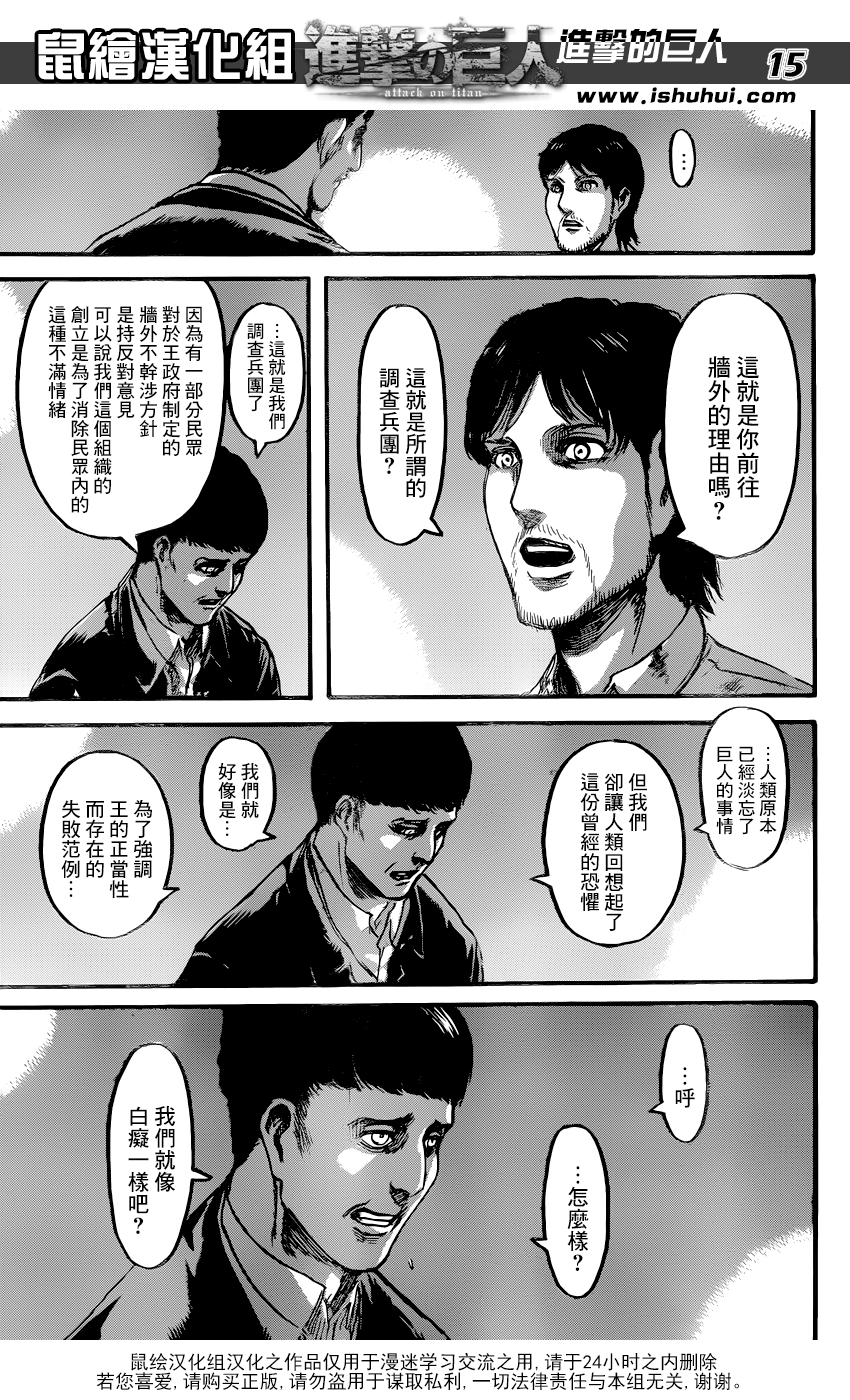 鼠繪漢化組
進撃の巨人
attack on titan
進擊的巨人
www.ishuhui.com
15
…
這就是你前往
牆外的理由嗎?
這就是所謂的
調查兵團?
…這就是我們
調查兵團了
因為有一部分民眾
對於王政府制定的
牆外不幹涉方針
是持反對意見
可以說我們這個組織的
創立是為了消除民眾內的
這種不滿情緒
…人類原本
已經淡忘了
巨人的事情
但我們
卻讓人類回想起了
這份曾經的恐懼
我們就
好像是…
為了強調
王的正當性
而存在的
失敗范例…
…呼
…怎麼樣?
我們就像
白癡一樣吧?
鼠绘汉化组汉化之作品仅用于漫迷学习交流之用,请于24小时之内删除
若您喜爱,请购买正版,请勿盗用于谋取私利,一切法律责任与本组无关,谢谢。